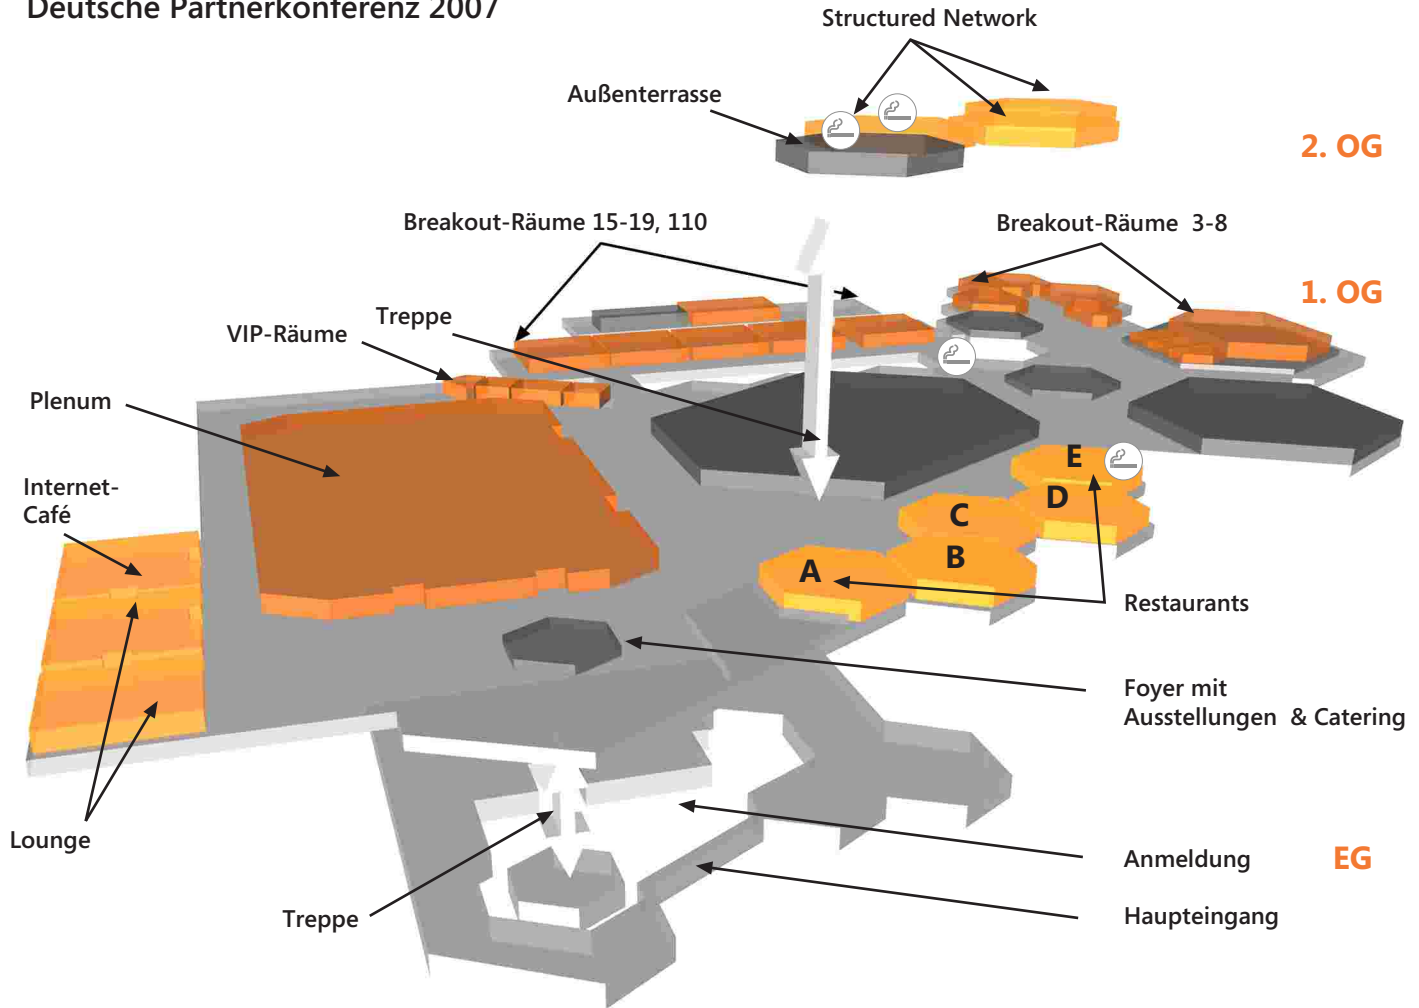 Deutsche Partnerkonferenz 2007
Structured Network
Außenterrasse
2. OG
Breakout-Räume 15-19, 110
Breakout-Räume 3-8
1. OG
Treppe
VIP-Räume
Plenum
Internet-
Café
E
D
C
B
A
Restaurants
Foyer mit
Ausstellungen & Catering
Lounge
Anmeldung
EG
Treppe
Haupteingang